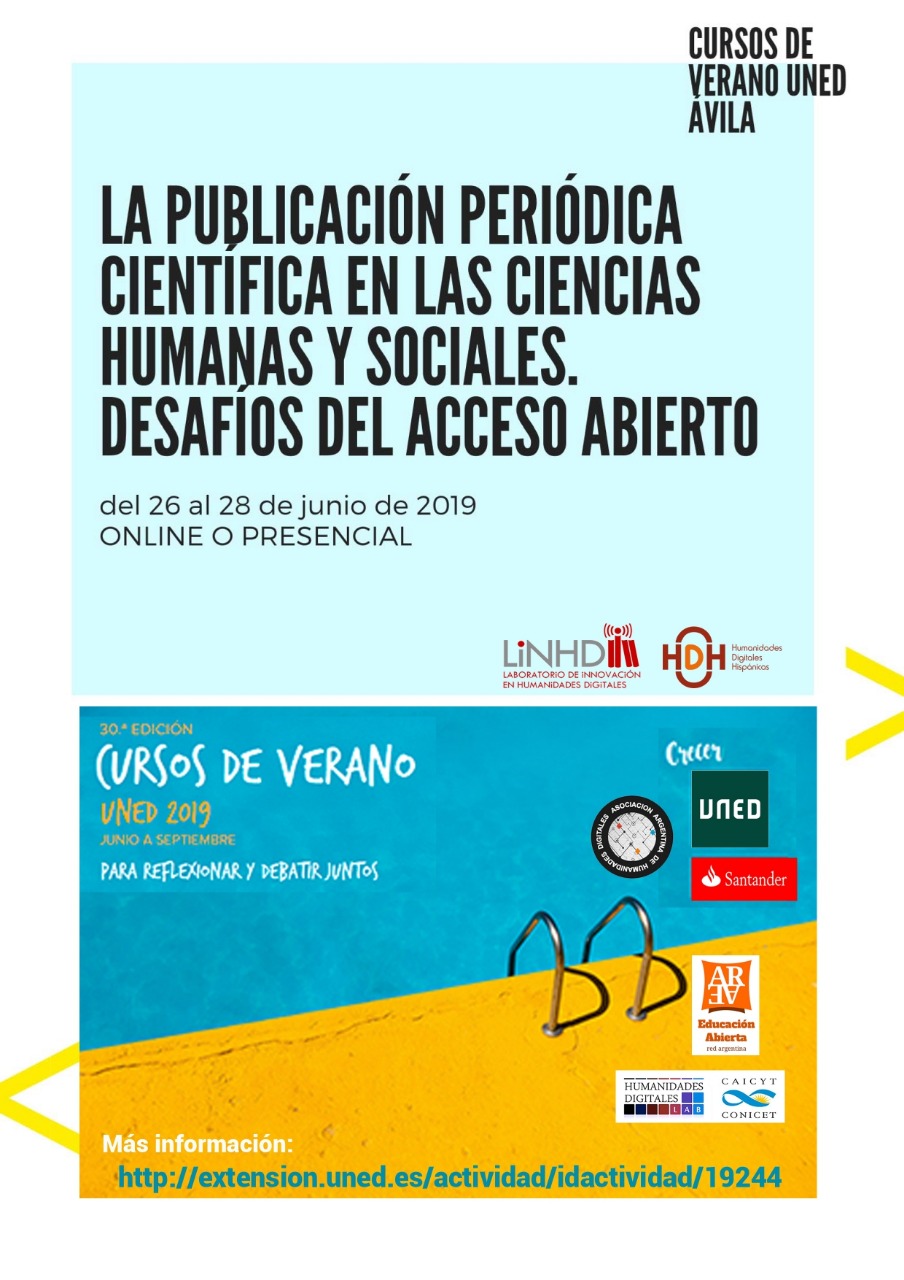 CURSOS DE
VERANO UNED
ÁVILA
LA PUBLICACIÓN PERIÓDICA
CIENTÍFICA EN LAS CIENCIAS
HUMANAS Y SOCIALES.
DESAFÍOS DEL ACCESO ABIERTO
del 26 al 28 de junio de 2019
ONLINE O PRESENCIAL
LiNHD
LABORATORIO DE iNNOVACIÓN
EN HUMANIDADES DiGiTALES
HDH
Humanidades
Digitales
Hispánicas
30.ª EDICIÓN
CURSOS DE VERANO
UNED 2019
JUNIO A SEPTIEMBRE
PARA REFLEXIONAR Y DEBATIR JUNTOS
Crecer
UNED
ASOCIACION ARGENTINA DE HUMANIDADES DIGITALES
Santander
AR
AE
Educación
Abierta
red argentina
HUMANIDADES
DIGITALES
LAB
CAICYT
CONICET
Más información:
http://extension.uned.es/actividad/idactividad/19244